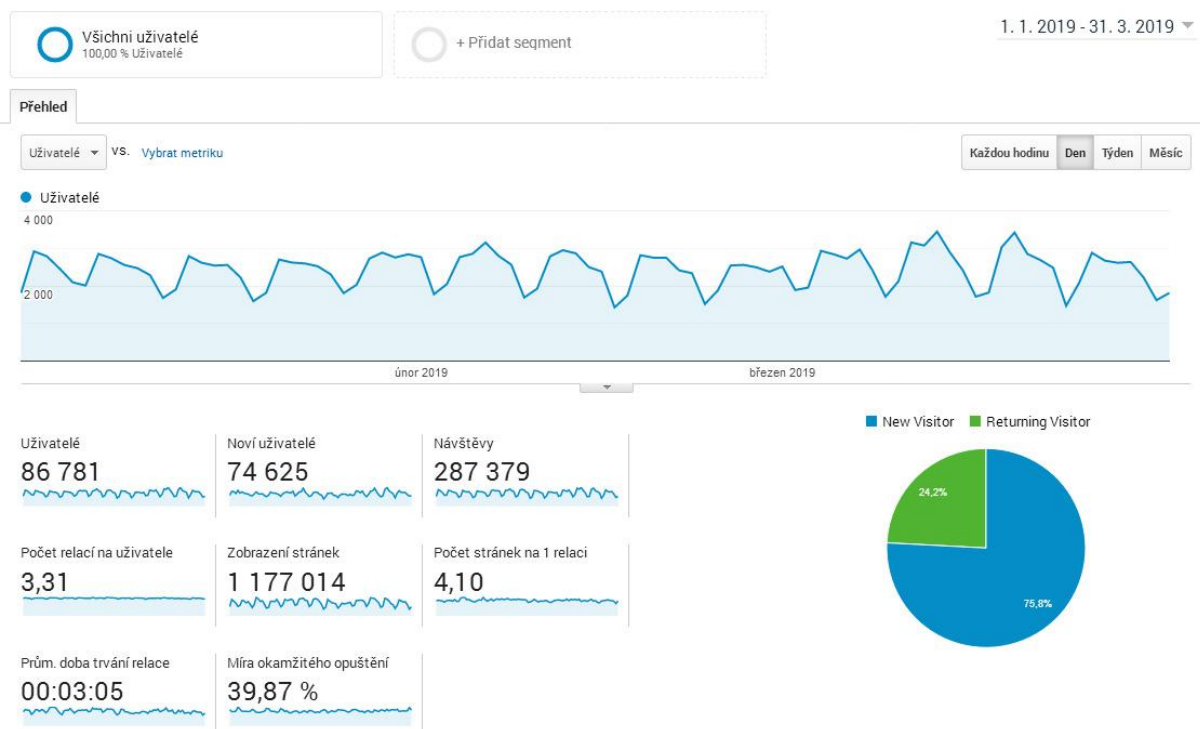 Všichni uživatelé
100,00 % Uživatelé
+ Přidat segment
1. 1. 2019 - 31. 3. 2019
Přehled
Uživatelé
VS.
Vybrat metriku
Každou hodinu
Den
Týden
Měsíc
Uživatelé
4 000
2 000
únor 2019
březen 2019
Uživatelé
86 781
Noví uživatelé
74 625
Návštěvy
287 379
Počet relací na uživatele
3,31
Zobrazení stránek
1 177 014
Počet stránek na 1 relaci
4,10
Prům. doba trvání relace
00:03:05
Míra okamžitého opuštění
39,87 %
New Visitor
Returning Visitor
24,2%
75,8%